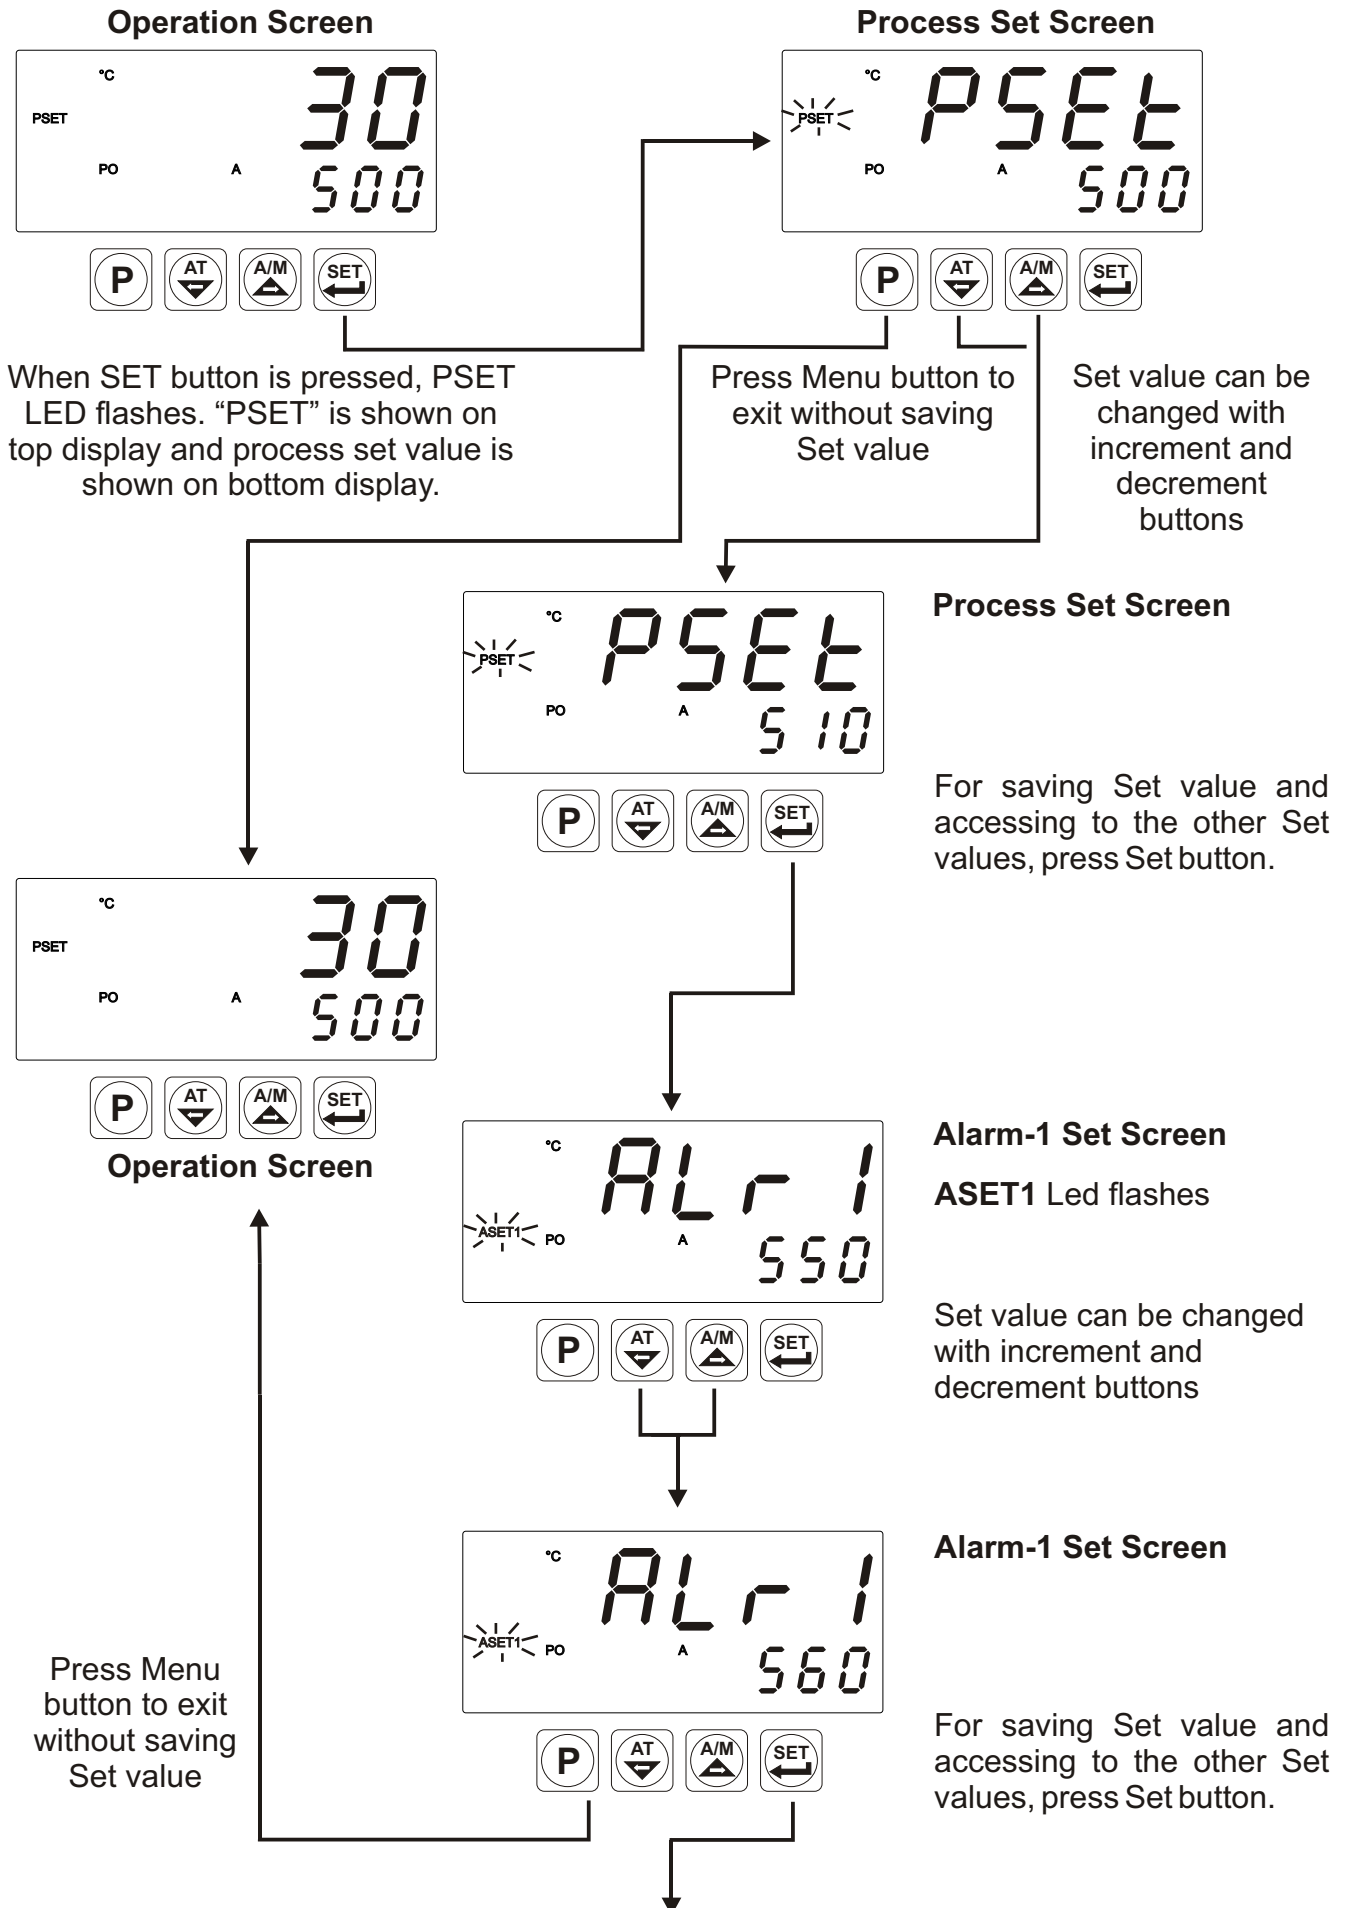 Operation Screen
°C
30
PSET
PO A
500
P AT A/M SET
When SET button is pressed, PSET
LED flashes. “PSET” is shown on
top display and process set value is
shown on bottom display.
Process Set Screen
°C
PSEt
PSET
PO A
500
P AT A/M SET
Press Menu button to
exit without saving
Set value
Set value can be
changed with
increment and
decrement
buttons
°C
PSEt
PSET
PO A
510
P AT A/M SET
Process Set Screen
For saving Set value and
accessing to the other Set
values, press Set button.
°C
30
PSET
PO A
500
P AT A/M SET
Operation Screen
°C
ALr 1
ASET1 PO A
550
P AT A/M SET
Alarm-1 Set Screen
ASET1 Led flashes
Set value can be changed
with increment and
decrement buttons
°C
ALr 1
ASET1 PO A
560
P AT A/M SET
Alarm-1 Set Screen
Press Menu
button to exit
without saving
Set value
For saving Set value and
accessing to the other Set
values, press Set button.